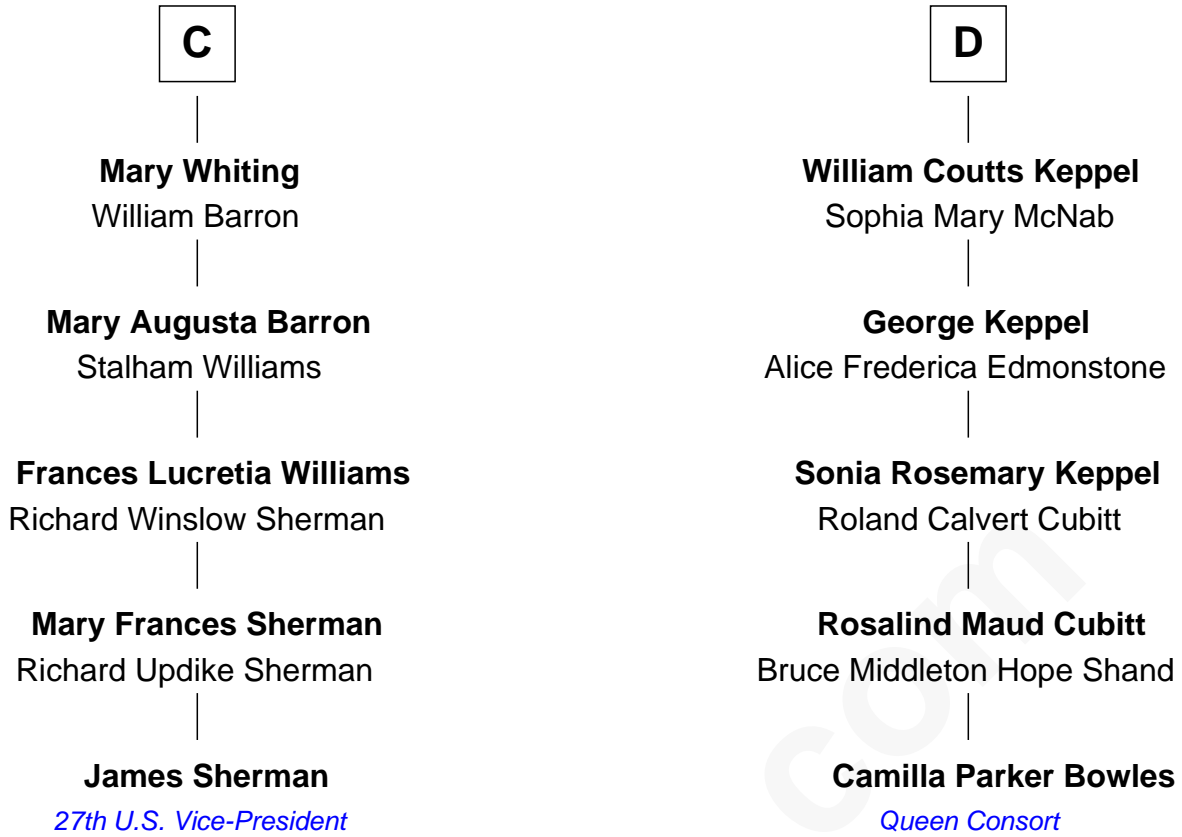 C
Mary Whiting
William Barron
Mary Augusta Barron
Stalham Williams
Frances Lucretia Williams
Richard Winslow Sherman
Mary Frances Sherman
Richard Updike Sherman
James Sherman
27th U.S. Vice-President
D
William Coutts Keppel
Sophia Mary McNab
George Keppel
Alice Frederica Edmonstone
Sonia Rosemary Keppel
Roland Calvert Cubitt
Rosalind Maud Cubitt
Bruce Middleton Hope Shand
Camilla Parker Bowles
Queen Consort
com